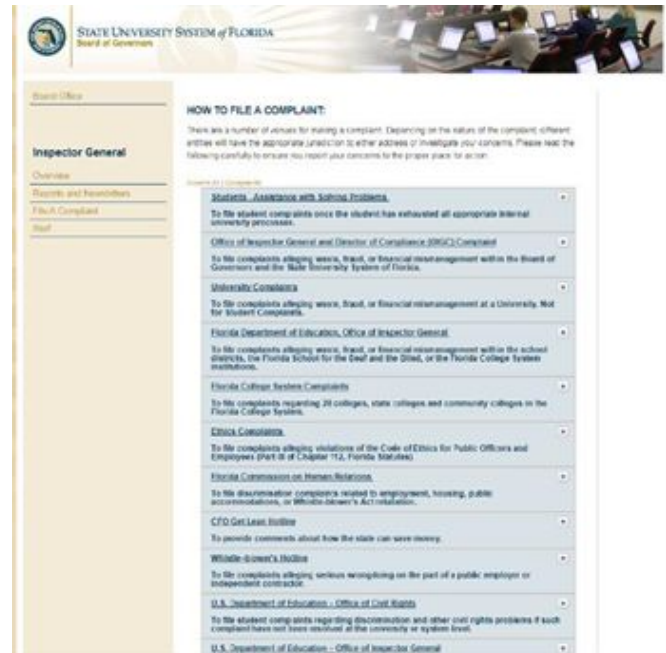 STATE UNIVERSITY SYSTEM of FLORIDA
Board of Governors
Board Office
HOW TO FILE A COMPLAINT:
There are a number of venues for making a complaint. Depending on the nature of the complaint, different
entities will have the appropriate jurisdiction to either address or investigate your concerns. Please read the
following carefully to ensure you report your concerns to the proper place for action.
Inspector General
Overview
Reports and Newsletters
File A Complaint
Staff
Students: Assistance with Solving Problems
To file student complaints once the student has exhausted all appropriate internal
university processes.
Office of Inspector General and Director of Compliance (OIGC) Complaint
To file complaints alleging waste, fraud, or financial mismanagement within the Board of
Governors and the State University System of Florida.
University Complaints
To file complaints alleging waste, fraud, or financial mismanagement at a University. Not
for Student Complaints.
Florida Department of Education, Office of Inspector General
To file complaints alleging waste, fraud, or financial mismanagement within the school
districts, the Florida School for the Deaf and the Blind, or the Florida College System
institutions.
Florida College System Complaints
To file complaints regarding 28 colleges, state colleges and community colleges in the
Florida College System.
Ethics Complaints
To file complaints alleging violations of the Code of Ethics for Public Officers and
Employees (Part III of Chapter 112, Florida Statutes)
Florida Commission on Human Relations
To file discrimination complaints related to employment, housing, public
accommodations, or Whistle-blower's Act retaliation.
CFO Get Lean Hotline
To provide comments about how the state can save money.
Whistle-blower's Hotline
To file complaints alleging serious wrongdoing on the part of a public employer or
independent contractor.
U.S. Department of Education - Office of Civil Rights
To file student complaints regarding discrimination and other civil rights problems if such
complaint have not been resolved at the university or system level.
U.S. Department of Education - Office of Inspector General